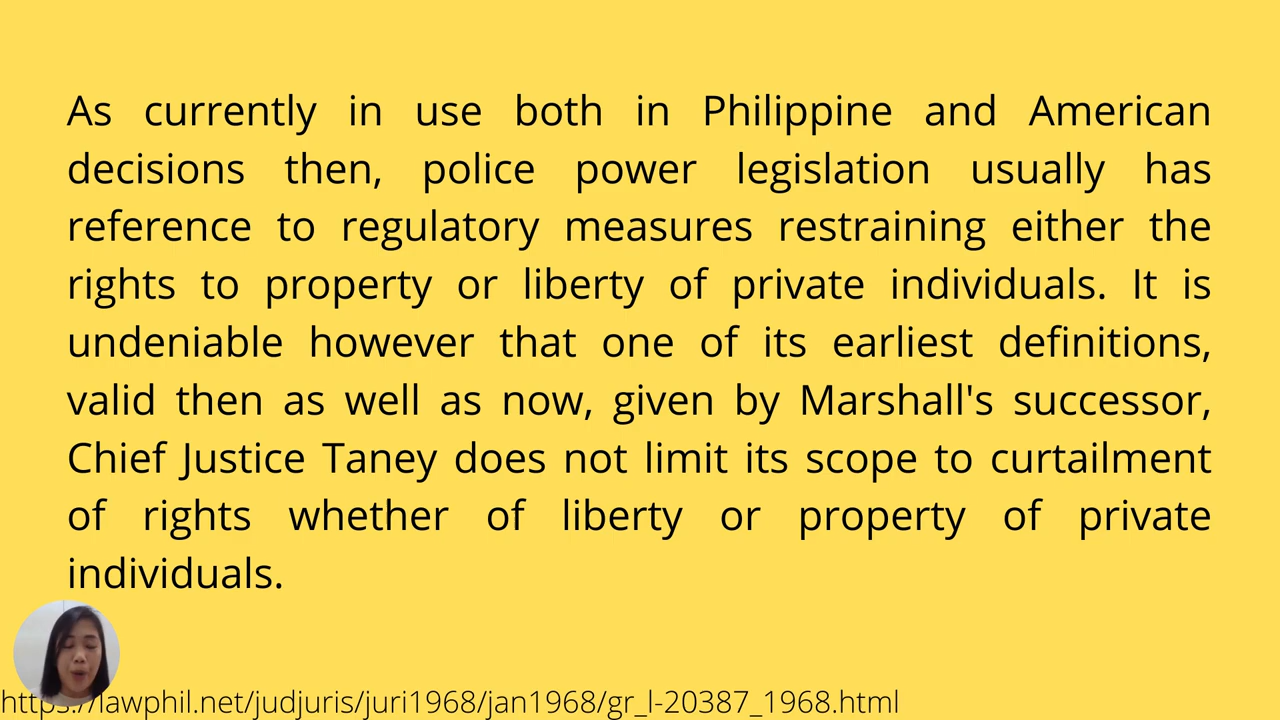 As currently in use both in Philippine and American
decisions then, police power legislation usually has
reference to regulatory measures restraining either the
rights to property or liberty of private individuals. It is
undeniable however that one of its earliest definitions,
valid then as well as now, given by Marshall's successor,
Chief Justice Taney does not limit its scope to curtailment
of rights whether of liberty or property of private
individuals.
https://lawphil.net/judjuris/juri1968/jan1968/gr_l-20387_1968.html